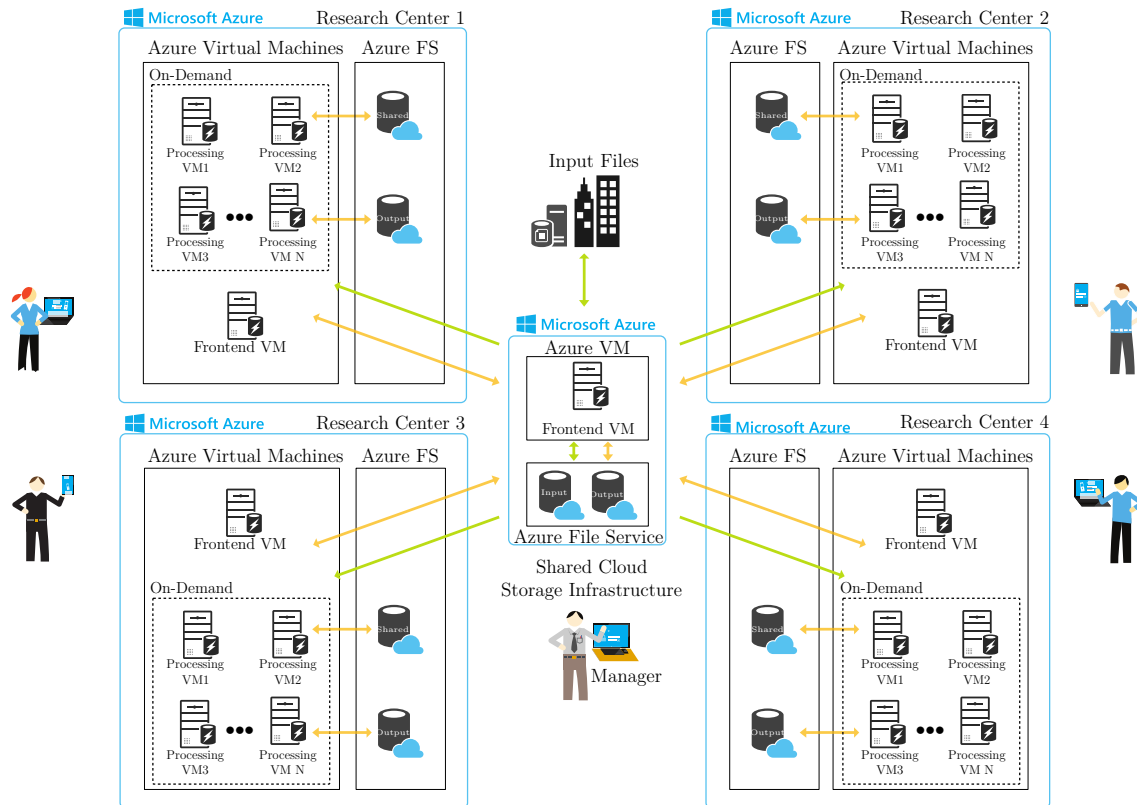 Microsoft Azure
Research Center 1
Azure Virtual Machines
Azure FS
On-Demand
Processing
VM1
Processing
VM2
Shared
Processing
VM3
Processing
VM N
Output
Frontend VM
Microsoft Azure
Research Center 2
Azure FS
Azure Virtual Machines
On-Demand
Shared
Processing
VM1
Processing
VM2
Output
Processing
VM3
Processing
VM N
Frontend VM
Input Files
Microsoft Azure
Azure VM
Frontend VM
Input
Output
Azure File Service
Shared Cloud
Storage Infrastructure
Manager
Microsoft Azure
Research Center 3
Azure Virtual Machines
Azure FS
Frontend VM
On-Demand
Processing
VM1
Processing
VM2
Shared
Processing
VM3
Processing
VM N
Output
Microsoft Azure
Research Center 4
Azure FS
Azure Virtual Machines
Frontend VM
On-Demand
Shared
Processing
VM1
Processing
VM2
Output
Processing
VM3
Processing
VM N